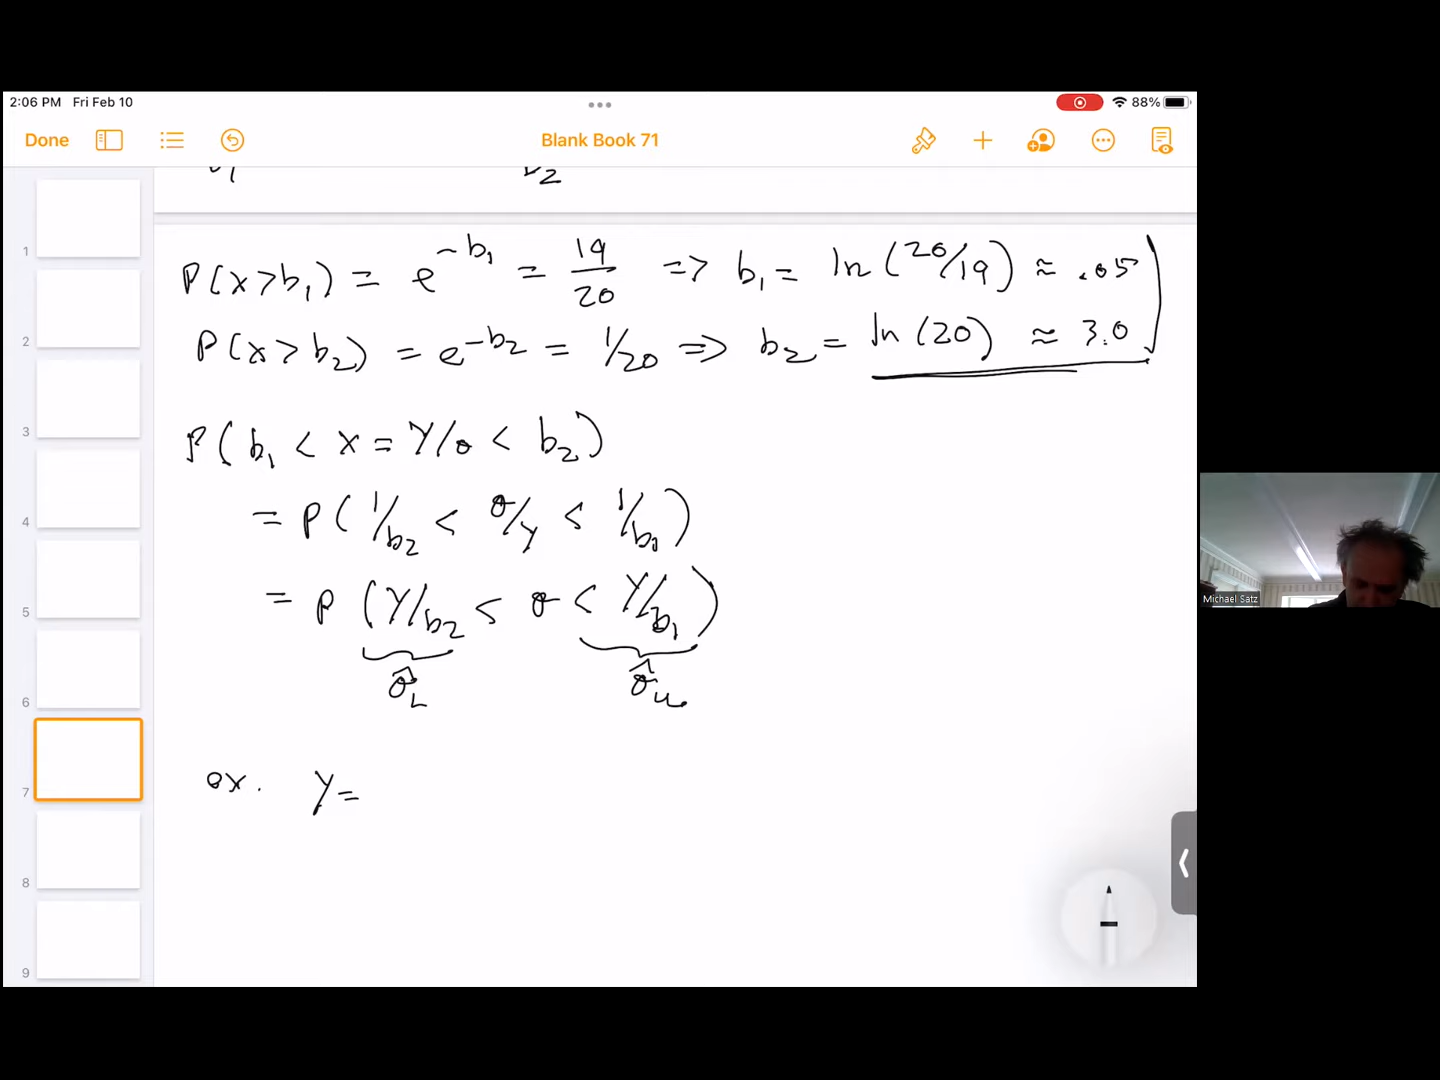 2:06 PM Fri Feb 10
88%
Done
Blank Book 71
b₂
P(x>b₁) = e^{-b₁} = 19/20 => b₁ = ln(20/19) ≈ .05
P(x>b₂) = e^{-b₂} = 1/20 => b₂ = ln(20) ≈ 3.0
P(b₁ < x = Y/θ < b₂)
= P(1/b₂ < θ/Y < 1/b₁)
= P(Y/b₂ < θ < Y/b₁)
θ̂_L θ̂_u
ex. Y=
1
2
3
4
5
6
7
8
9
Michael Satz